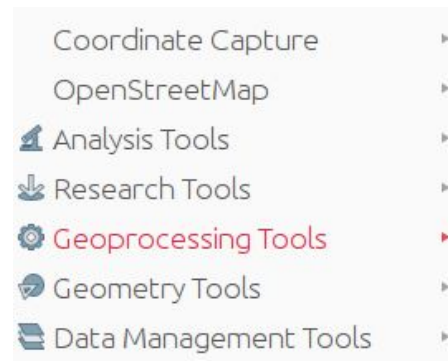 Coordinate Capture
OpenStreetMap
Analysis Tools
Research Tools
Geoprocessing Tools
Geometry Tools
Data Management Tools